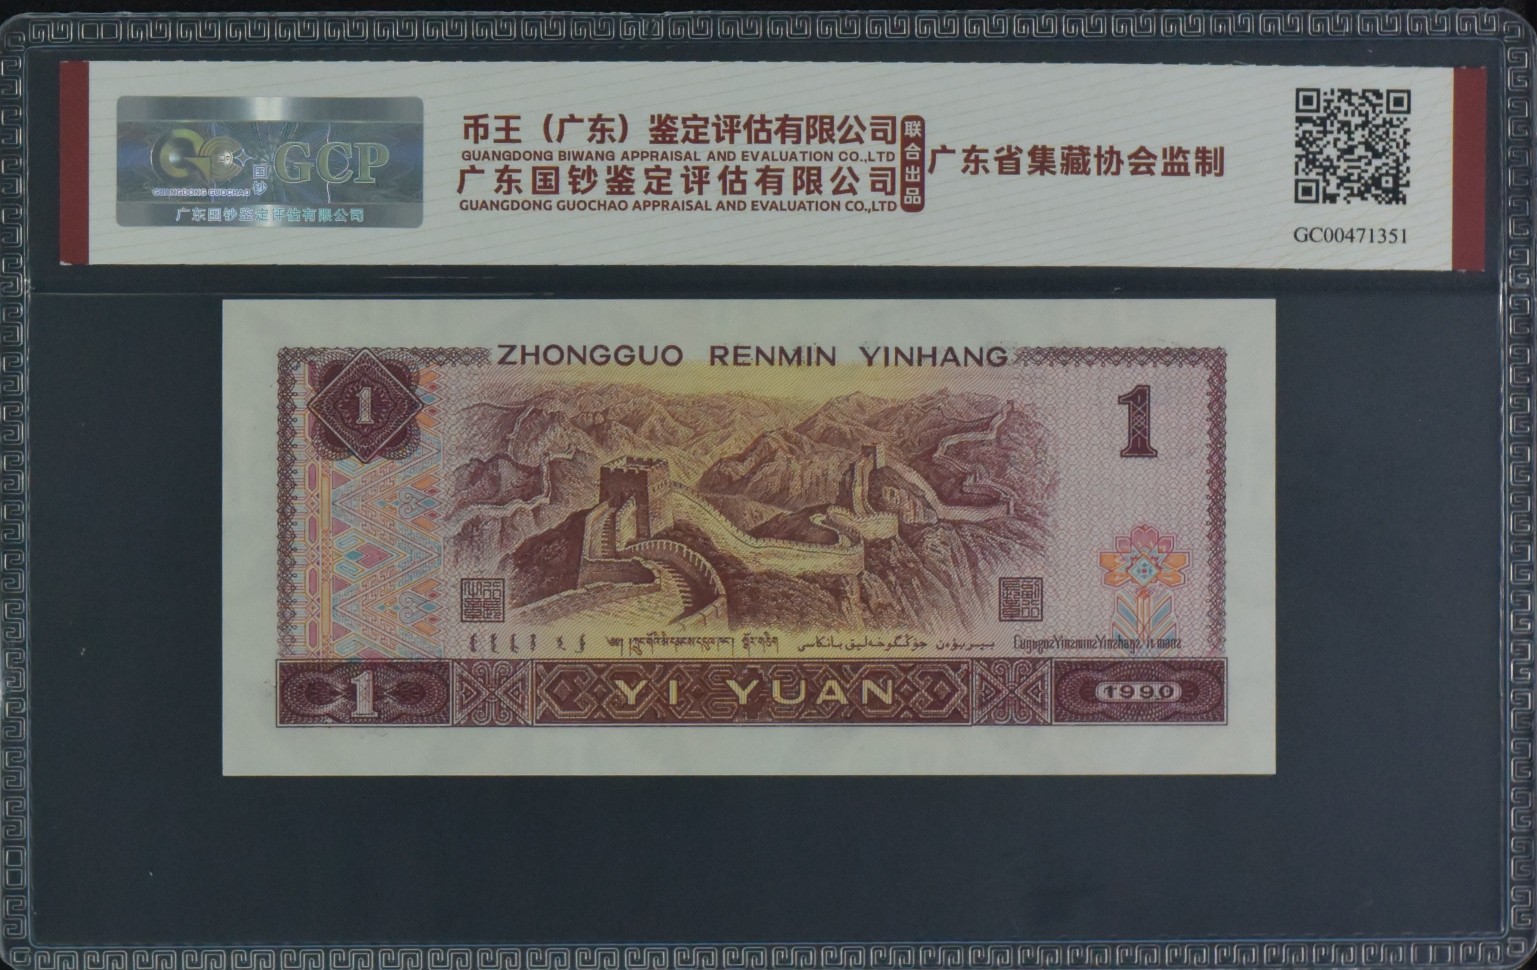 GCP
国钞
GUANGDONG GUOCHAO
广东国钞鉴定评估有限公司
币王（广东）鉴定评估有限公司
GUANGDONG BIWANG APPRAISAL AND EVALUATION CO.,LTD
广东国钞鉴定评估有限公司
GUANGDONG GUOCHAO APPRAISAL AND EVALUATION CO.,LTD
联合出品
广东省集藏协会监制
GC00471351
ZHONGGUO RENMIN YINHANG
1
1
1
YI YUAN
1990